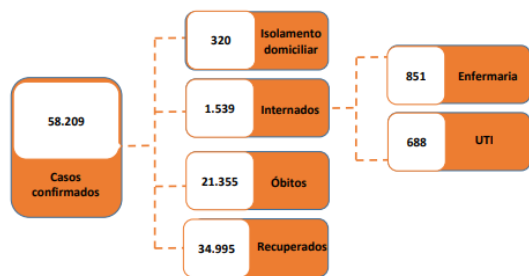 58.209
Casos
confirmados
320
Isolamento
domiciliar
1.539
Internados
21.355
Óbitos
34.995
Recuperados
851
Enfermaria
688
UTI